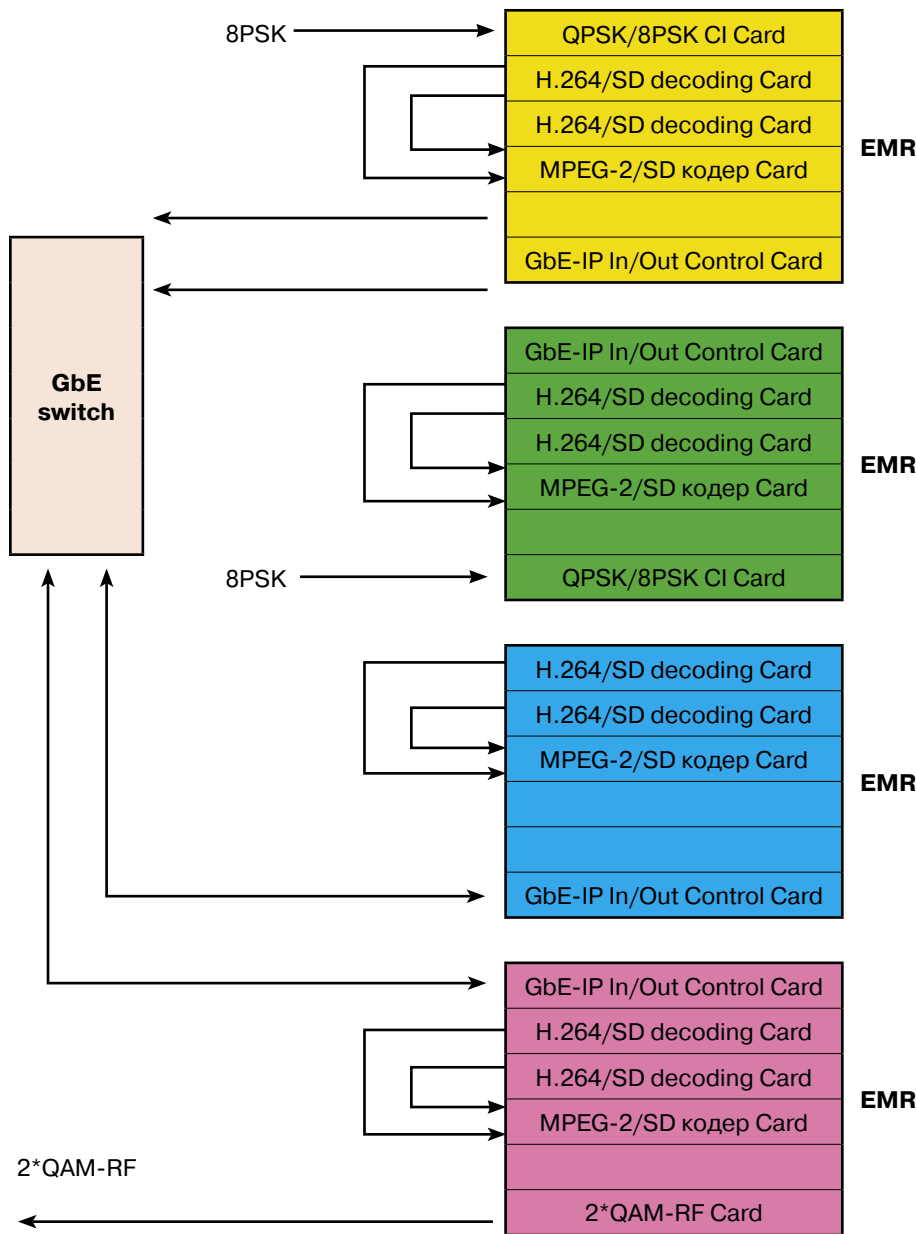 8PSK
QPSK/8PSK CI Card
H.264/SD decoding Card
H.264/SD decoding Card
MPEG-2/SD кодер Card
GbE-IP In/Out Control Card
EMR
GbE
switch
GbE-IP In/Out Control Card
H.264/SD decoding Card
H.264/SD decoding Card
MPEG-2/SD кодер Card
8PSK
QPSK/8PSK CI Card
EMR
H.264/SD decoding Card
H.264/SD decoding Card
MPEG-2/SD кодер Card
GbE-IP In/Out Control Card
EMR
GbE-IP In/Out Control Card
H.264/SD decoding Card
H.264/SD decoding Card
MPEG-2/SD кодер Card
EMR
2*QAM-RF
2*QAM-RF Card